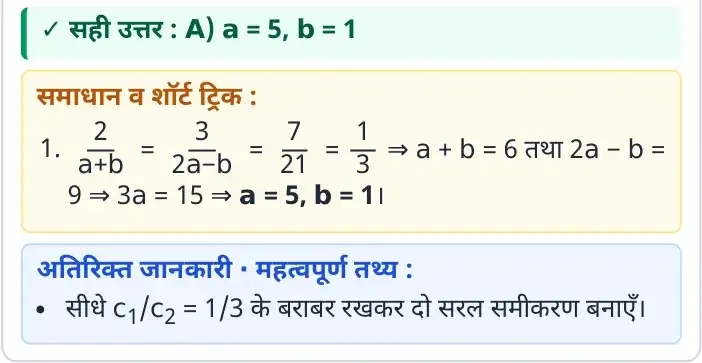 ✓ सही उत्तर : A) a = 5, b = 1
समाधान व शॉर्ट ट्रिक :
1. 2/(a+b) = 3/(2a−b) = 7/21 = 1/3 ⇒ a + b = 6 तथा 2a − b =
9 ⇒ 3a = 15 ⇒ a = 5, b = 1।
अतिरिक्त जानकारी · महत्वपूर्ण तथ्य :
• सीधे c₁/c₂ = 1/3 के बराबर रखकर दो सरल समीकरण बनाएँ।